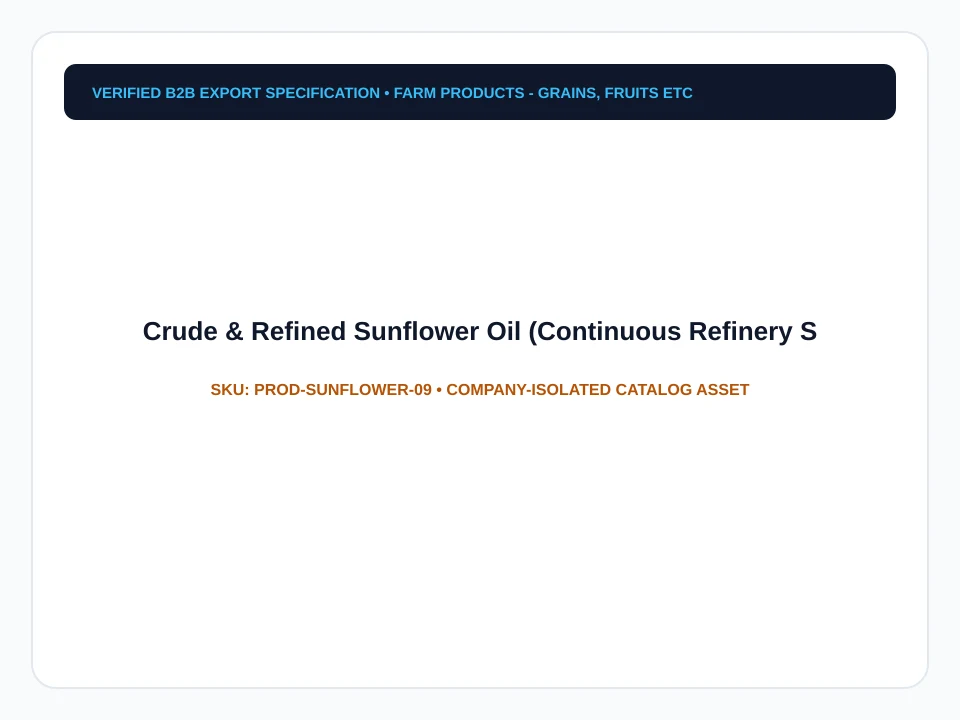 VERIFIED B2B EXPORT SPECIFICATION • FARM PRODUCTS - GRAINS, FRUITS ETC
Crude & Refined Sunflower Oil (Continuous Refinery S
SKU: PROD-SUNFLOWER-09 • COMPANY-ISOLATED CATALOG ASSET